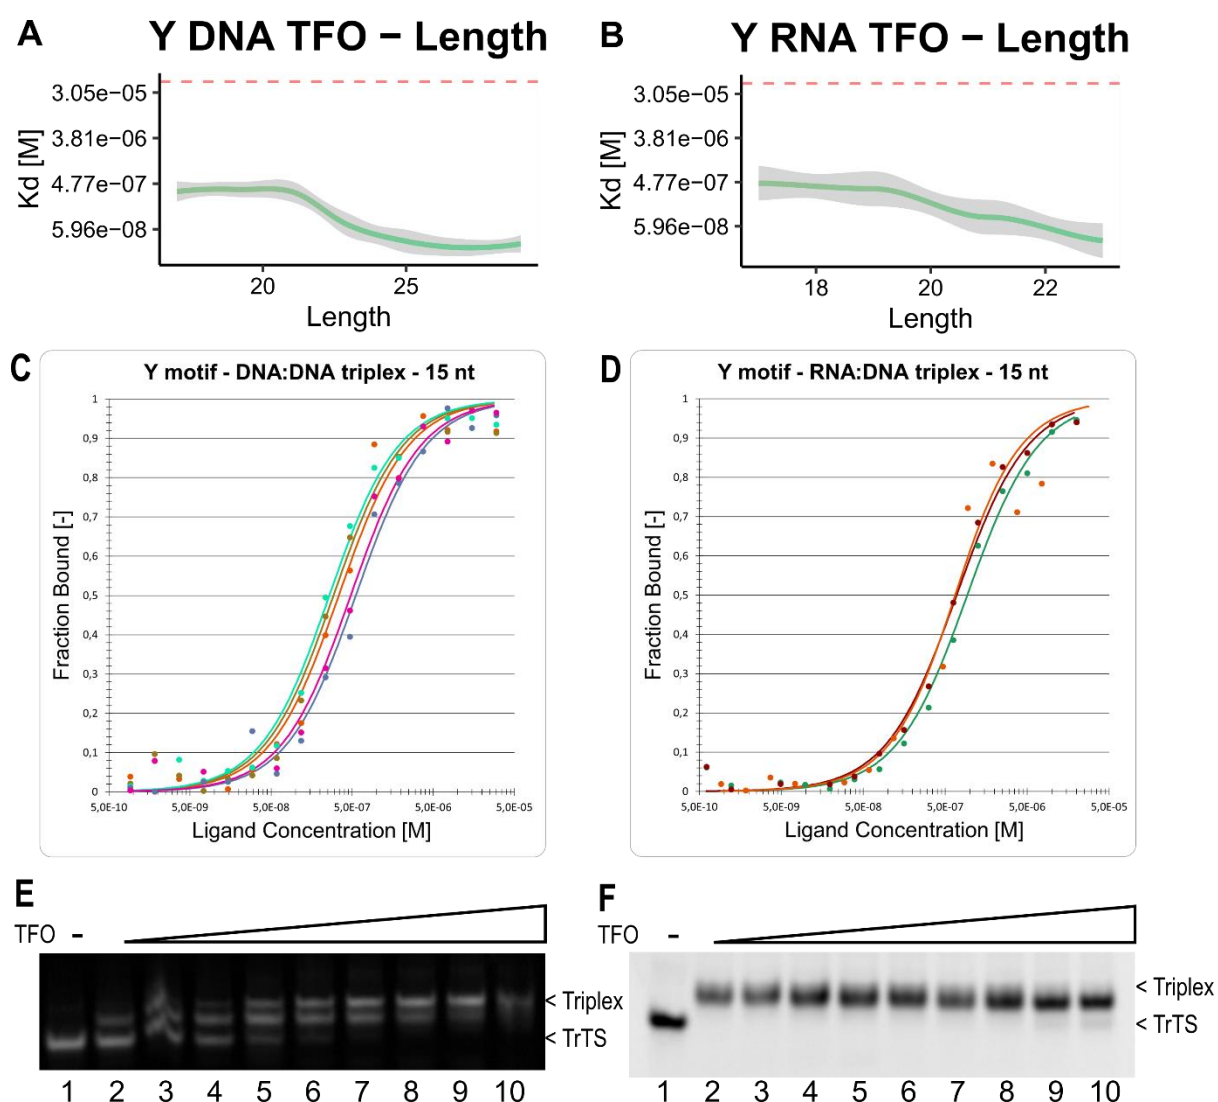 A Y DNA TFO − Length
Kd [M]
3.05e−05
3.81e−06
4.77e−07
5.96e−08
20 25
Length
B Y RNA TFO − Length
Kd [M]
3.05e−05
3.81e−06
4.77e−07
5.96e−08
18 20 22
Length
C Y motif - DNA:DNA triplex - 15 nt
Fraction Bound [-]
1
0,9
0,8
0,7
0,6
0,5
0,4
0,3
0,2
0,1
0
5,0E-10 5,0E-09 5,0E-08 5,0E-07 5,0E-06 5,0E-05
Ligand Concentration [M]
D Y motif - RNA:DNA triplex - 15 nt
Fraction Bound [-]
1
0,9
0,8
0,7
0,6
0,5
0,4
0,3
0,2
0,1
0
5,0E-10 5,0E-09 5,0E-08 5,0E-07 5,0E-06 5,0E-05
Ligand Concentration [M]
E
TFO -
< Triplex
< TrTS
1 2 3 4 5 6 7 8 9 10
F
TFO -
< Triplex
< TrTS
1 2 3 4 5 6 7 8 9 10